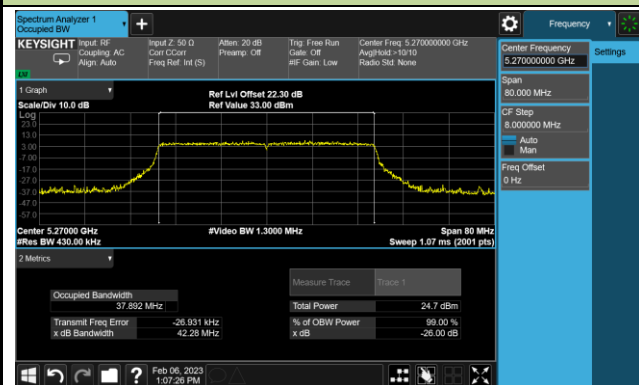 Spectrum Analyzer 1
Occupied BW
Frequency
KEYSIGHT
Input: RF
Coupling: AC
Align: Auto
Input Z: 50 Ω
Corr CCorr
Freq Ref: Int (S)
Atten: 20 dB
Preamp: Off
Trig: Free Run
Gate: Off
#IF Gain: Low
Center Freq: 5.270000000 GHz
Avg|Hold:>10/10
Radio Std: None
Center Frequency
5.270000000 GHz
Settings
Span
80.000 MHz
CF Step
8.000000 MHz
Auto
Man
Freq Offset
0 Hz
1 Graph
Scale/Div 10.0 dB
Ref Lvl Offset 22.30 dB
Ref Value 33.00 dBm
Log
23.0
13.0
3.00
-7.00
-17.0
-27.0
-37.0
-47.0
-57.0
Center 5.27000 GHz
#Res BW 430.00 kHz
#Video BW 1.3000 MHz
Span 80 MHz
Sweep 1.07 ms (2001 pts)
2 Metrics
Measure Trace Trace 1
Occupied Bandwidth
37.892 MHz
Total Power 24.7 dBm
Transmit Freq Error -26.931 kHz
% of OBW Power 99.00 %
x dB Bandwidth 42.28 MHz
x dB -26.00 dB
Feb 06, 2023
1:07:26 PM